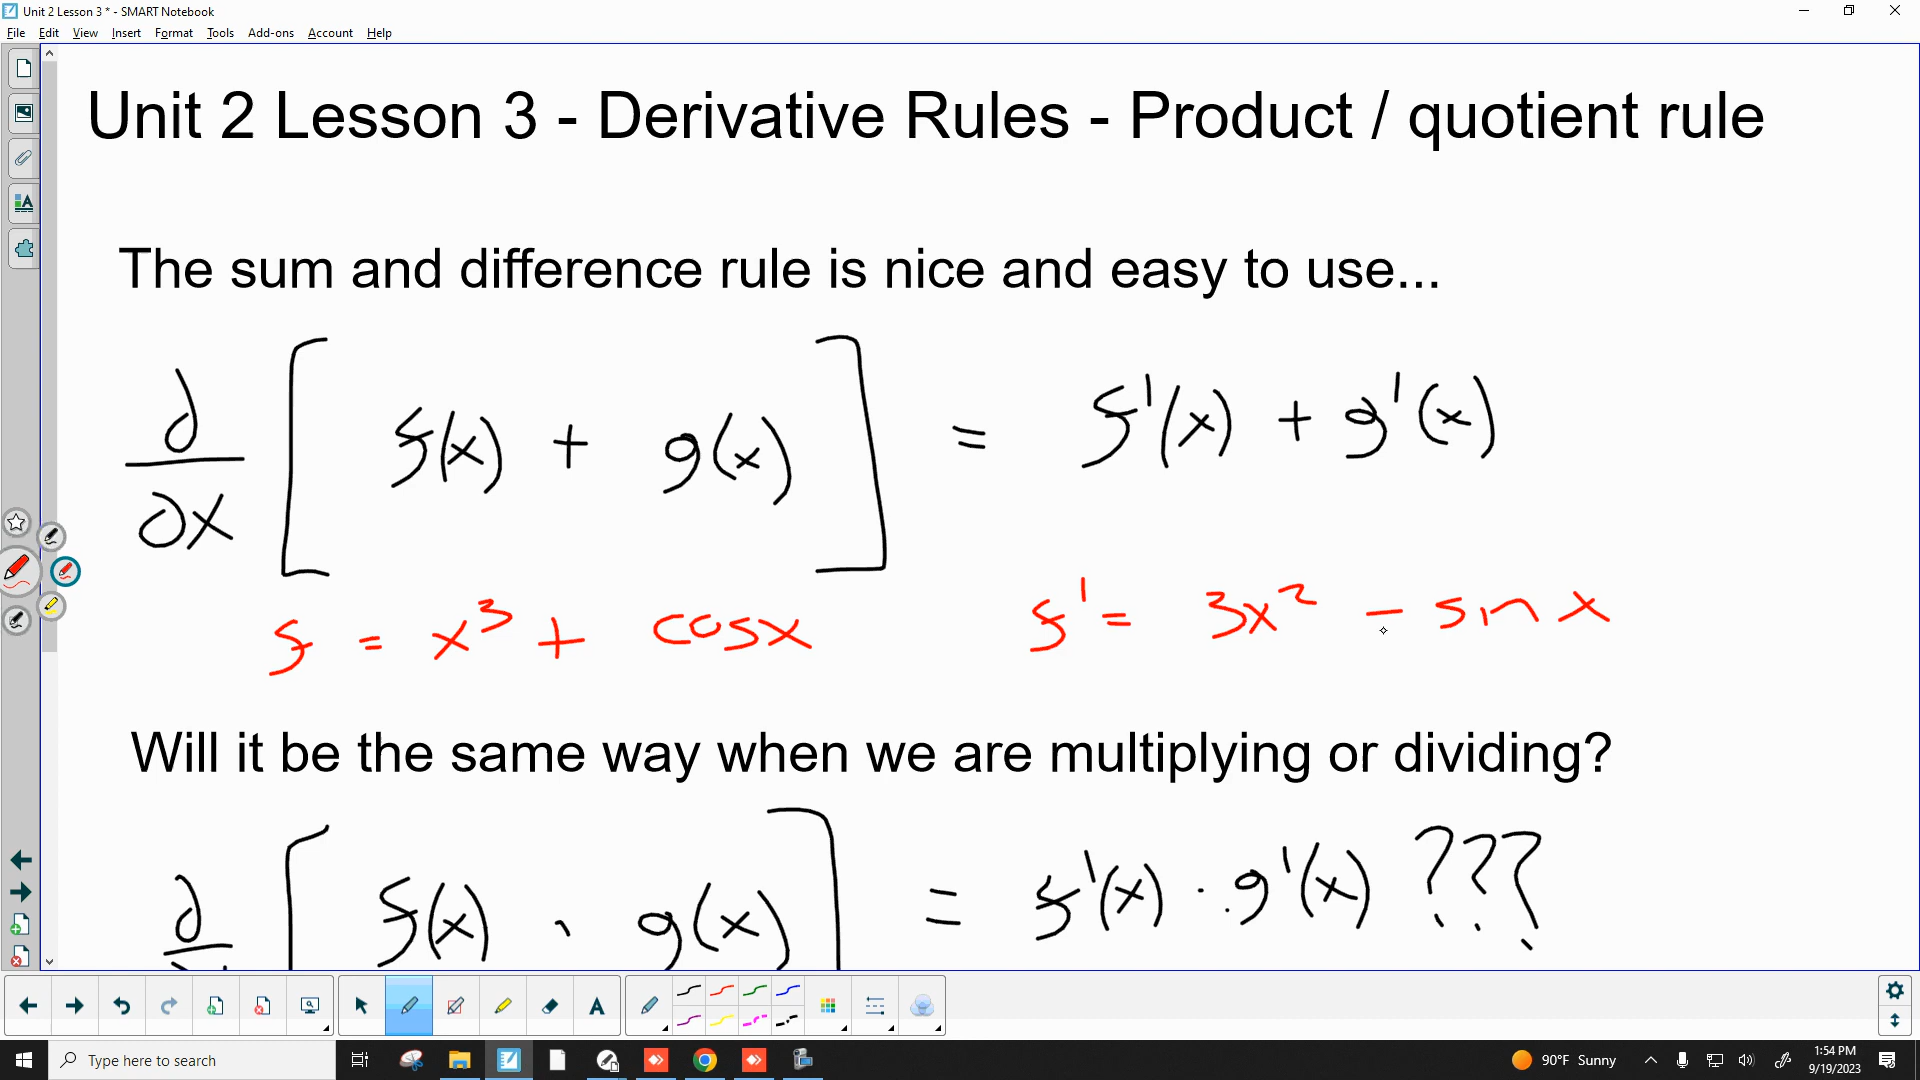 Unit 2 Lesson 3 * - SMART Notebook
File Edit View Insert Format Tools Add-ons Account Help
Unit 2 Lesson 3 - Derivative Rules - Product / quotient rule
The sum and difference rule is nice and easy to use...
d/dx [ f(x) + g(x) ] = f'(x) + g'(x)
f = x³ + cosx f' = 3x² - sin x
Will it be the same way when we are multiplying or dividing?
d [ f(x) · g(x) ] = f'(x) · g'(x) ???
Type here to search
90°F Sunny
1:54 PM
9/19/2023